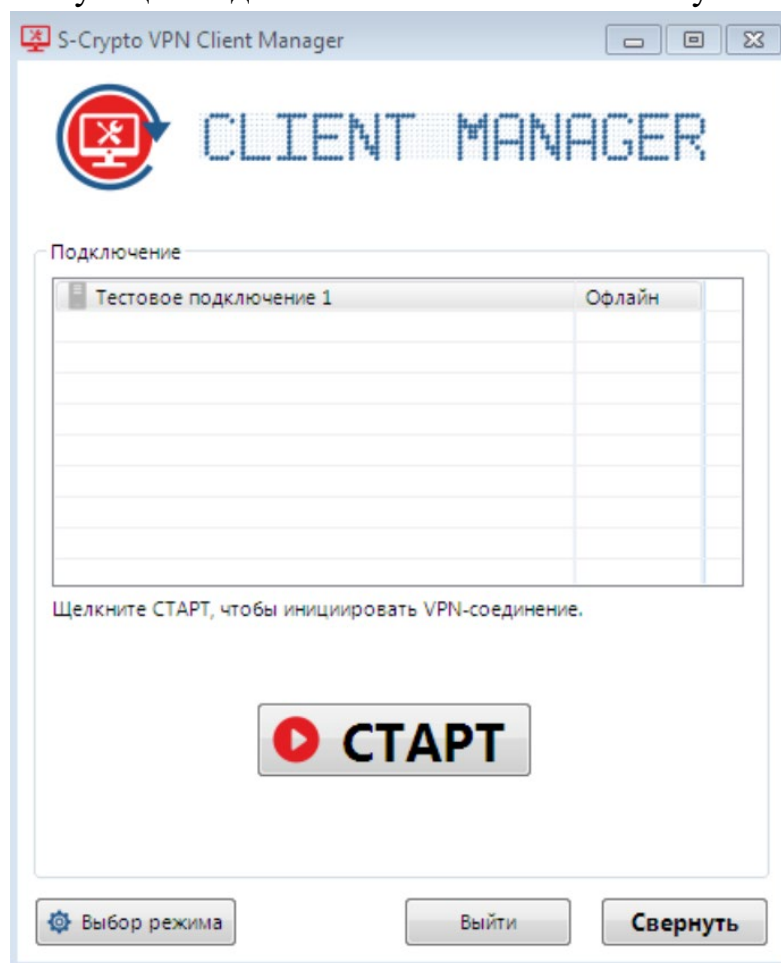 S-Crypto VPN Client Manager
CLIENT MANAGER
Подключение
Тестовое подключение 1 Офлайн
Щелкните СТАРТ, чтобы инициировать VPN-соединение.
СТАРТ
Выбор режима Выйти Свернуть